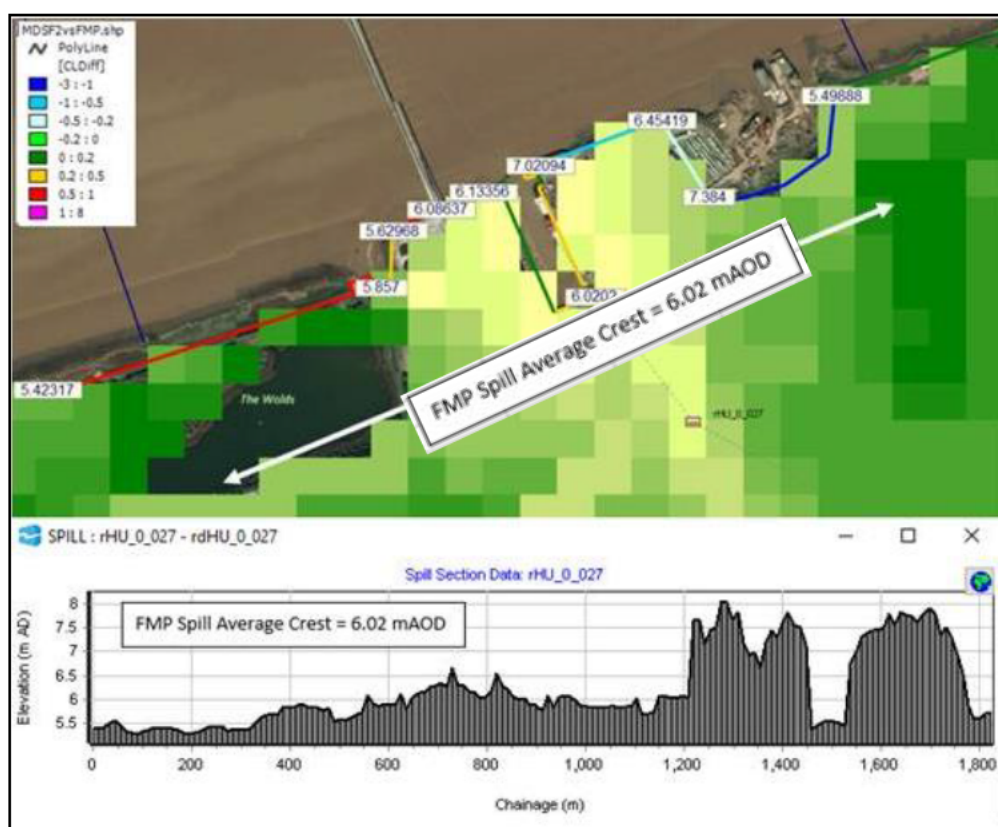 MDSF2vsFMP.shp
PolyLine
[CLDiff]
-3 : -1
-1 : -0.5
-0.5 : -0.2
-0.2 : 0
0 : 0.2
0.2 : 0.5
0.5 : 1
1 : 8
5.49888
6.45419
7.02094
7.384
6.13356
6.08637
5.62968
5.857
6.0202
5.42317
The Wolds
FMP Spill Average Crest = 6.02 mAOD
rHU_0_027
SPILL : rHU_0_027 - rdHU_0_027
Spill Section Data: rHU_0_027
FMP Spill Average Crest = 6.02 mAOD
Elevation (m AD)
8
7.5
7
6.5
6
5.5
0 200 400 600 800 1,000 1,200 1,400 1,600 1,800
Chainage (m)